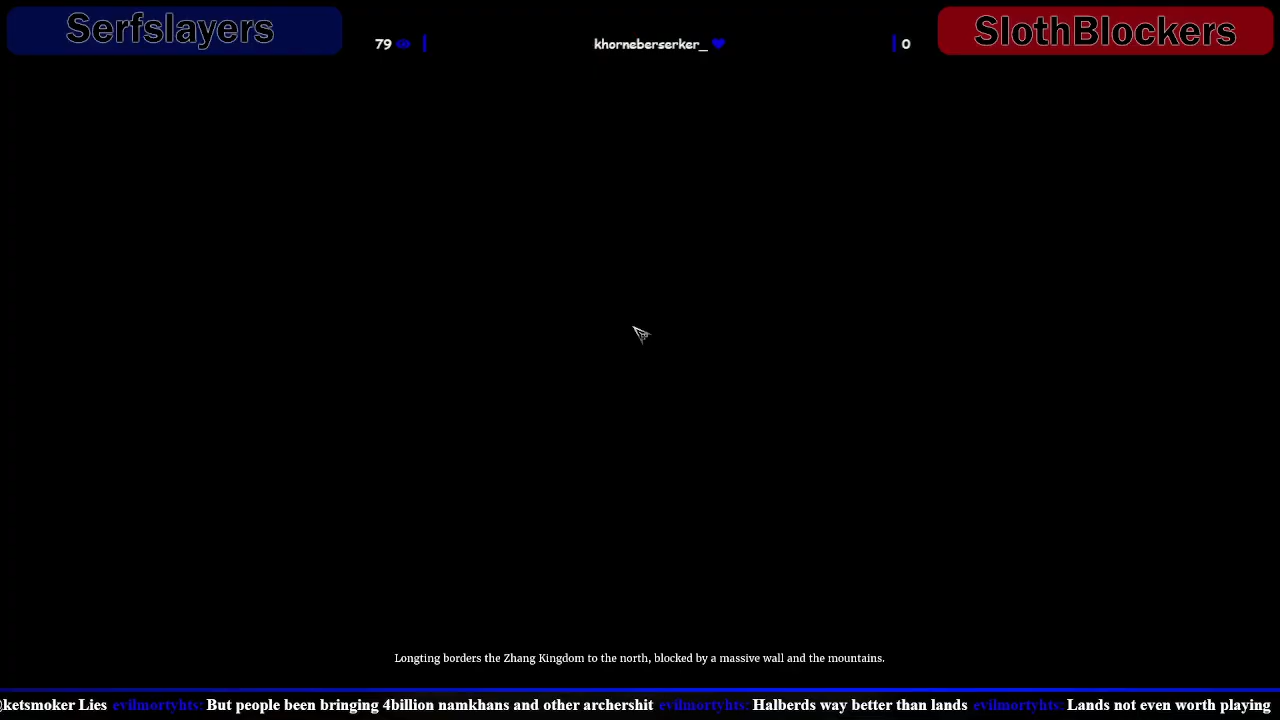 Serfslayers
79
khorneberserker_
0
SlothBlockers
Longting borders the Zhang Kingdom to the north, blocked by a massive wall and the mountains.
ketsmoker Lies evilmortyhts: But people been bringing 4billion namkhans and other archershit evilmortyhts: Halberds way better than lands evilmortyhts: Lands not even worth playing